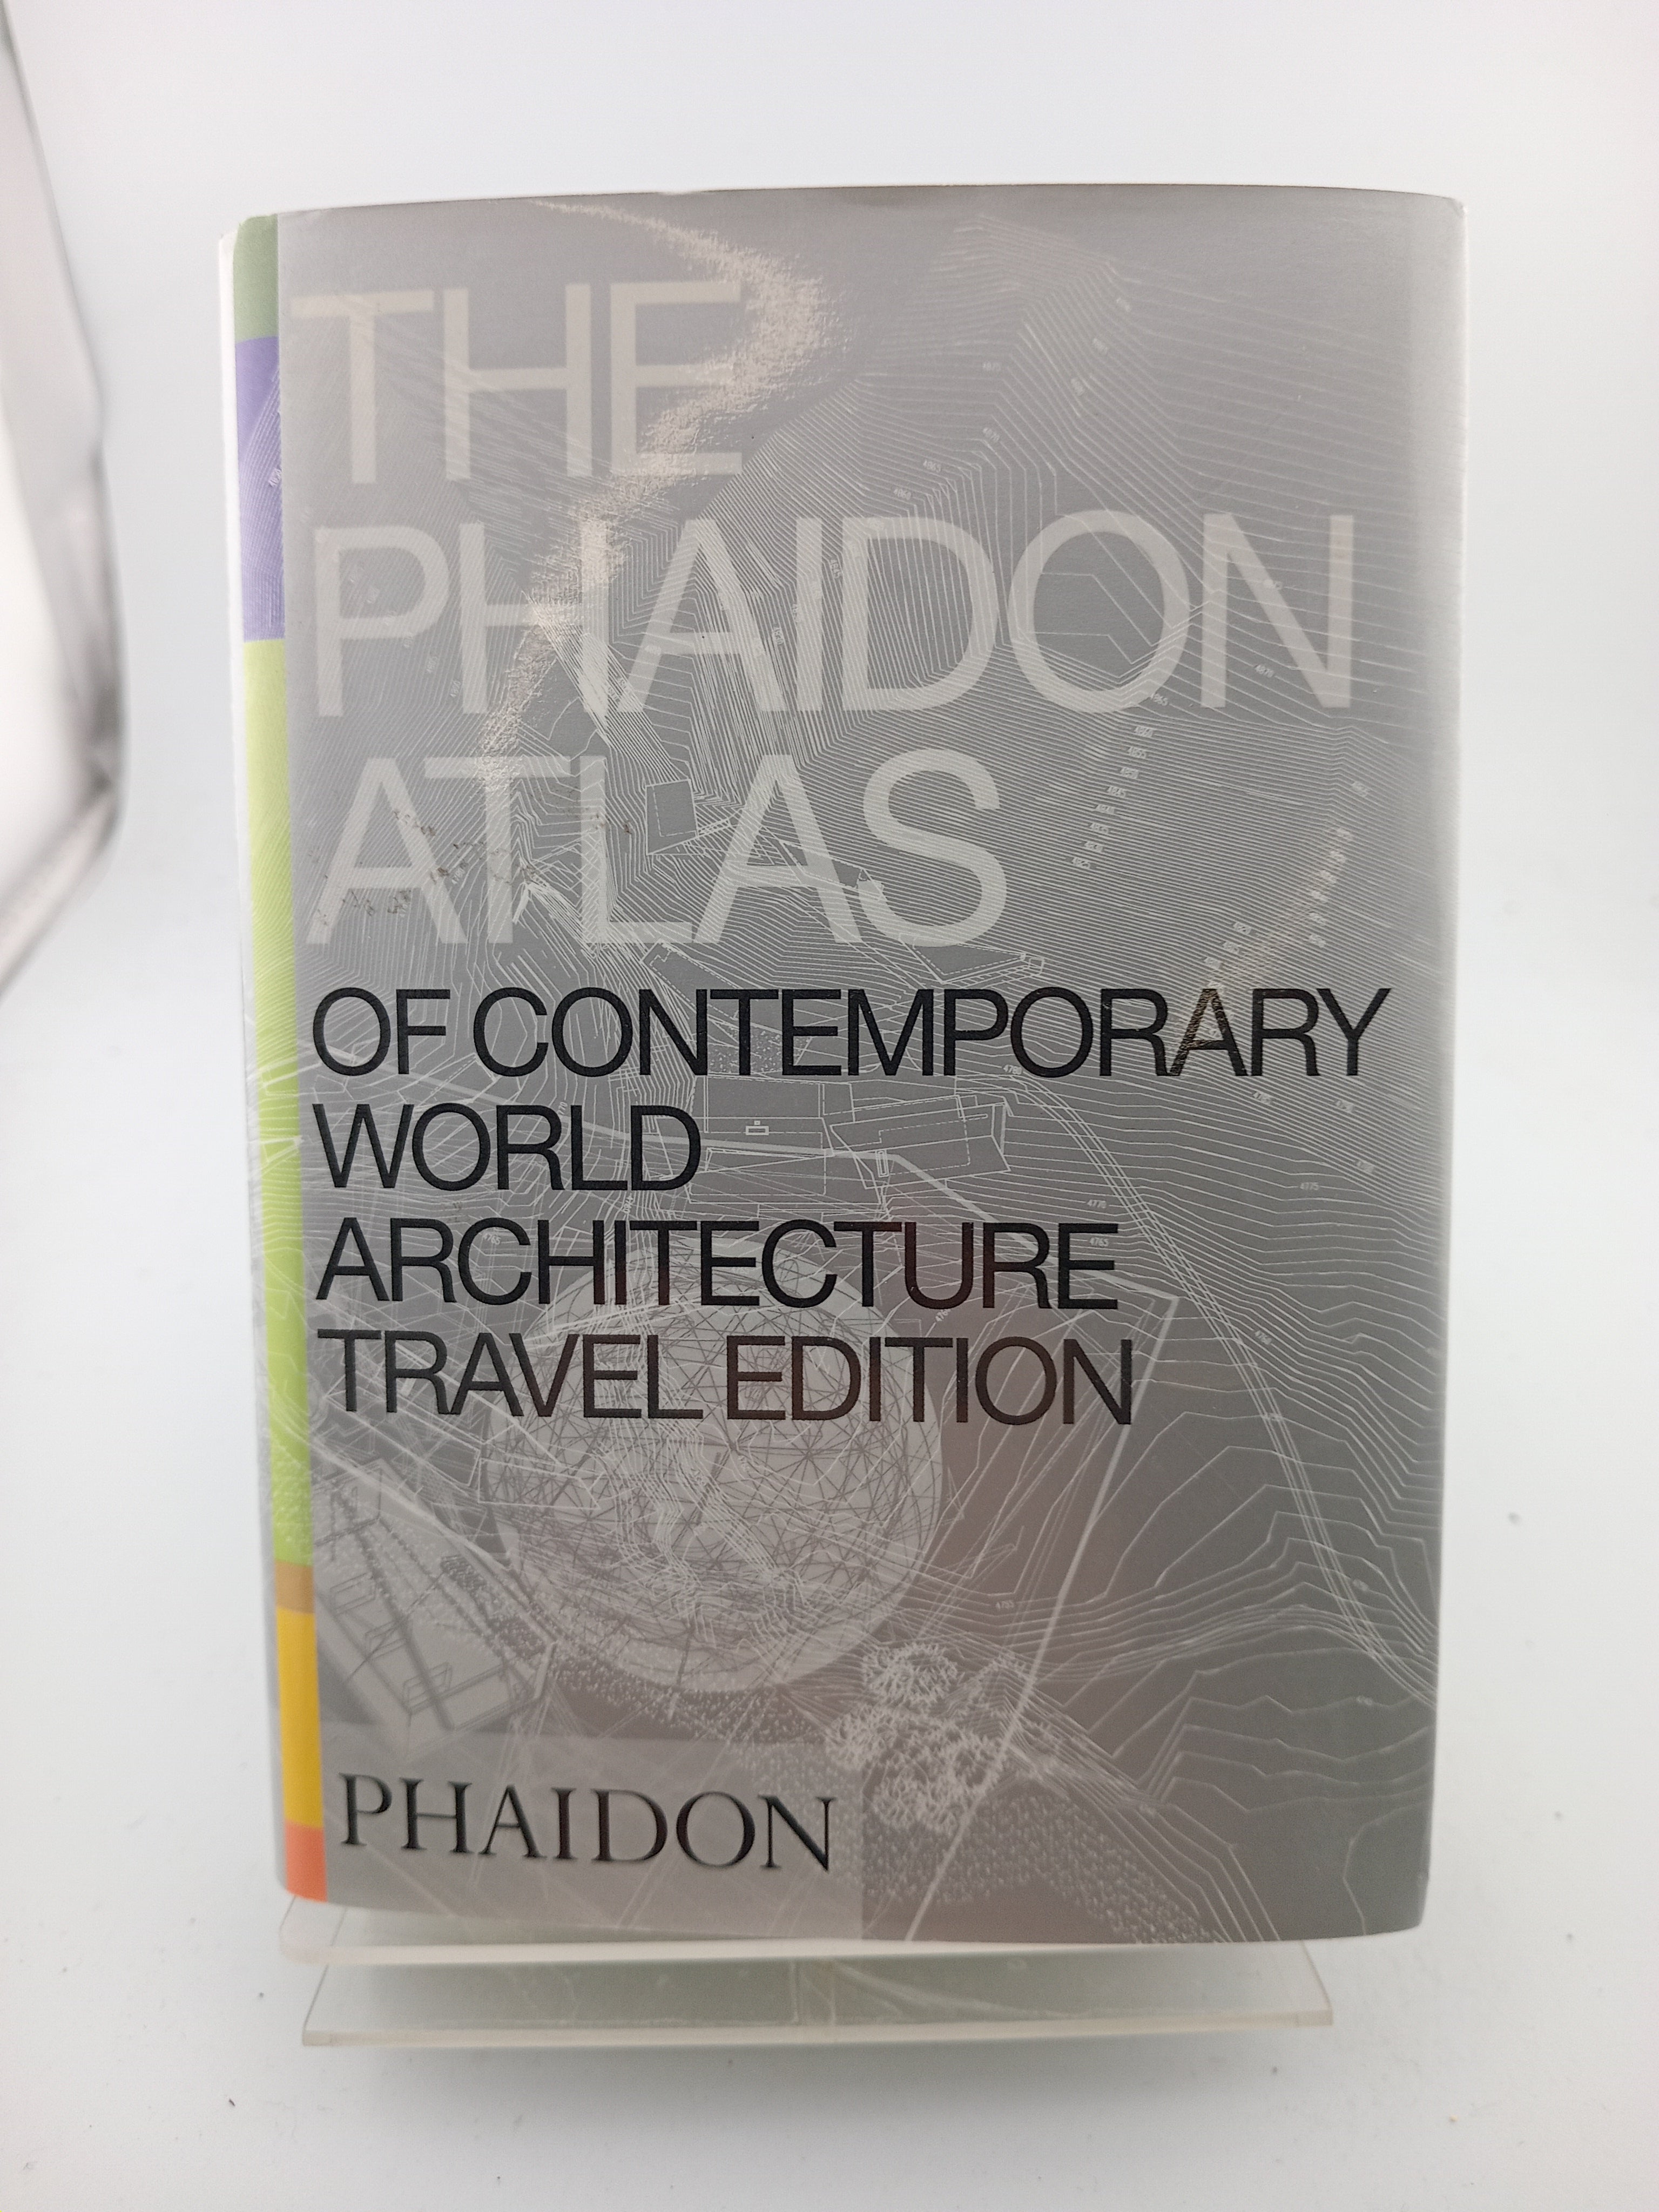 THE
PHAIDON
ATLAS
OF CONTEMPORARY
WORLD
ARCHITECTURE
TRAVEL EDITION
PHAIDON